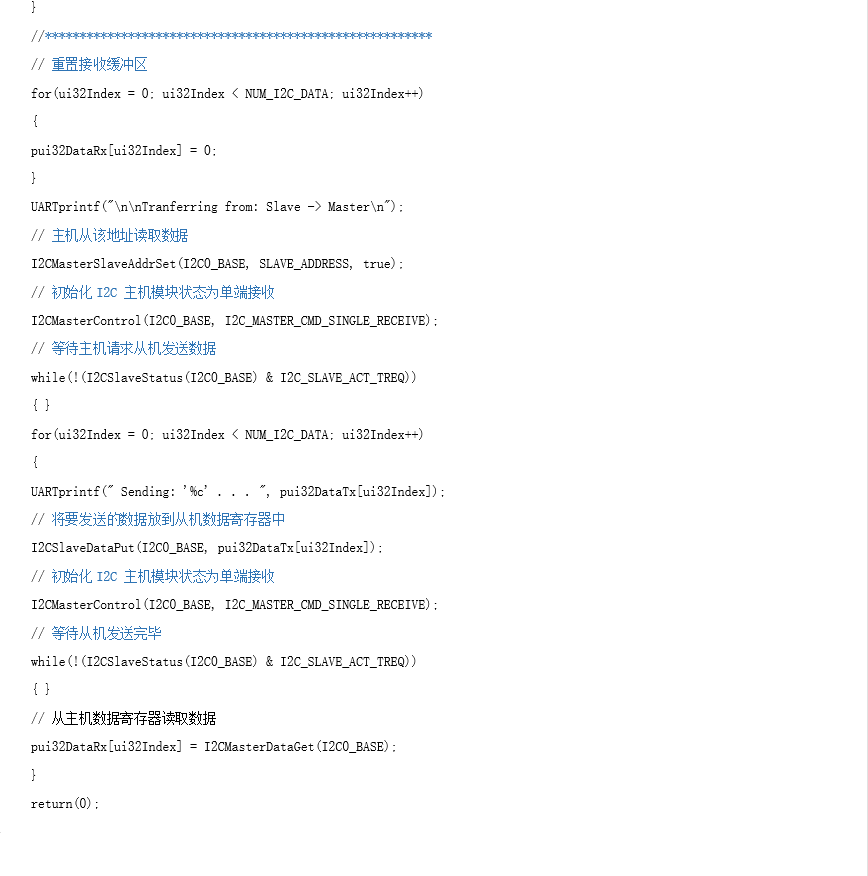 }
//********************************************************
// 重置接收缓冲区
for(ui32Index = 0; ui32Index < NUM_I2C_DATA; ui32Index++)
{
pui32DataRx[ui32Index] = 0;
}
UARTprintf("\n\nTranferring from: Slave -> Master\n");
// 主机从该地址读取数据
I2CMasterSlaveAddrSet(I2C0_BASE, SLAVE_ADDRESS, true);
// 初始化 I2C 主机模块状态为单端接收
I2CMasterControl(I2C0_BASE, I2C_MASTER_CMD_SINGLE_RECEIVE);
// 等待主机请求从机发送数据
while(!(I2CSlaveStatus(I2C0_BASE) & I2C_SLAVE_ACT_TREQ))
{ }
for(ui32Index = 0; ui32Index < NUM_I2C_DATA; ui32Index++)
{
UARTprintf(" Sending: '%c' . . . ", pui32DataTx[ui32Index]);
// 将要发送的数据放到从机数据寄存器中
I2CSlaveDataPut(I2C0_BASE, pui32DataTx[ui32Index]);
// 初始化 I2C 主机模块状态为单端接收
I2CMasterControl(I2C0_BASE, I2C_MASTER_CMD_SINGLE_RECEIVE);
// 等待从机发送完毕
while(!(I2CSlaveStatus(I2C0_BASE) & I2C_SLAVE_ACT_TREQ))
{ }
// 从主机数据寄存器读取数据
pui32DataRx[ui32Index] = I2CMasterDataGet(I2C0_BASE);
}
return(0);